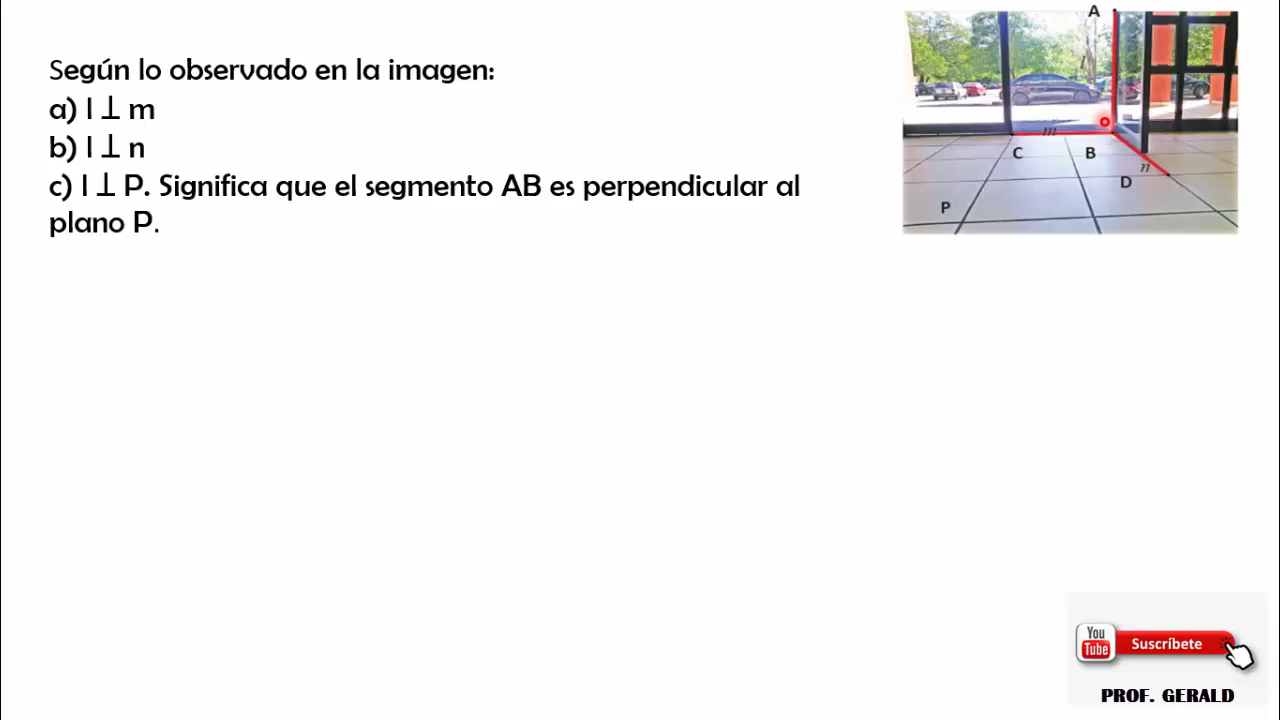 Según lo observado en la imagen:
a) l ⊥ m
b) l ⊥ n
c) l ⊥ P. Significa que el segmento AB es perpendicular al
plano P.
A
m
C
B
n
D
P
You
Tube
Suscríbete
PROF. GERALD